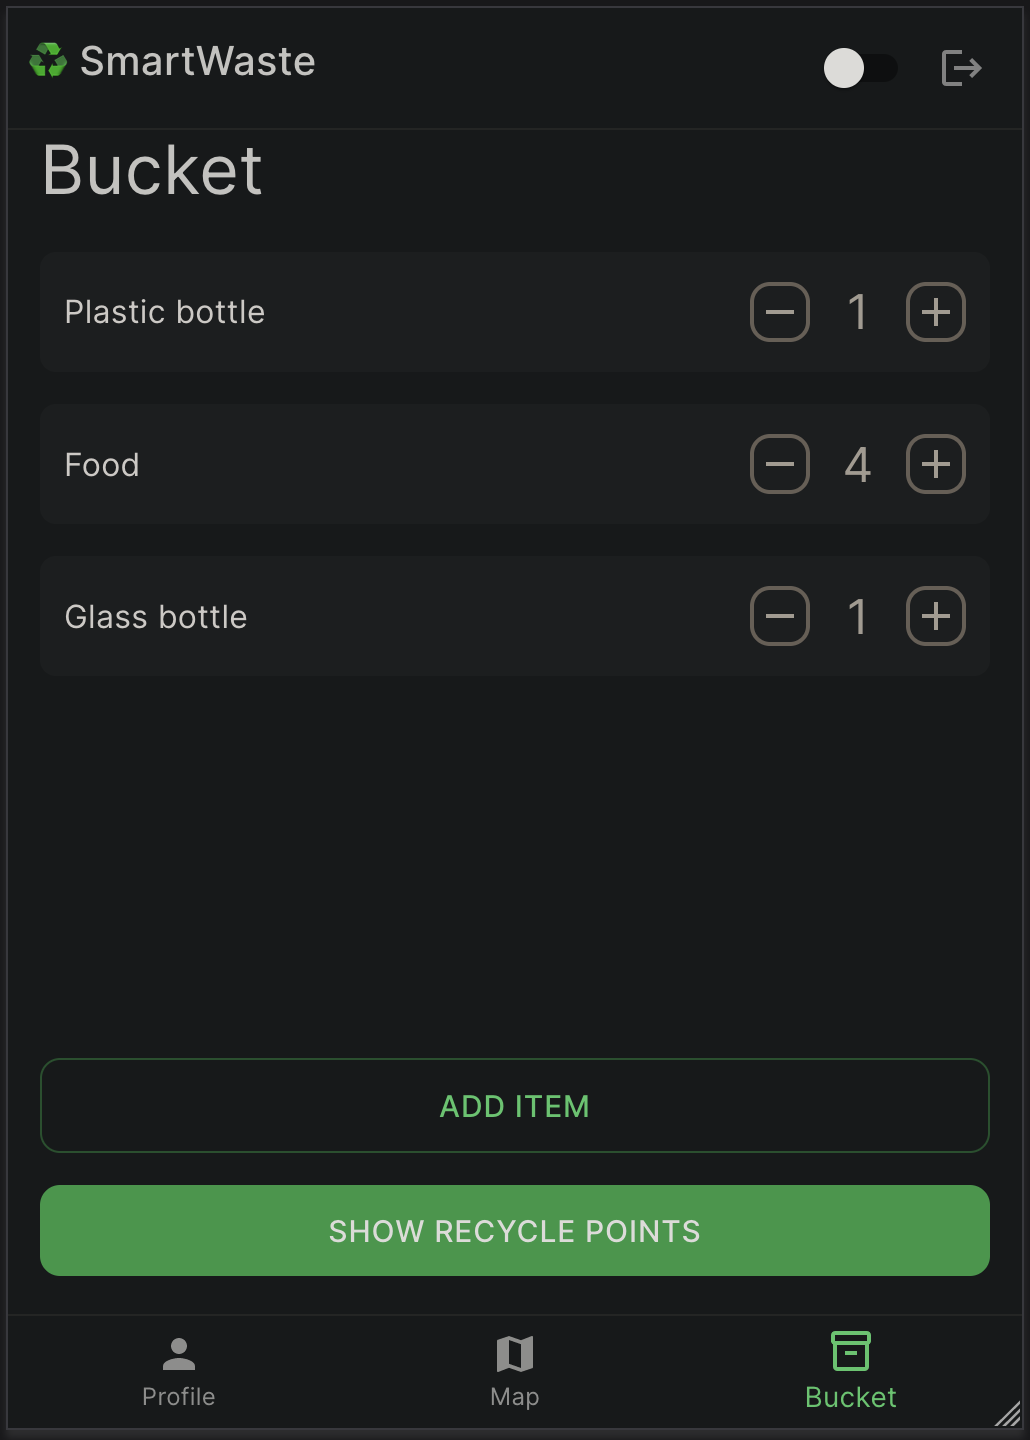 SmartWaste
Bucket
Plastic bottle 1
Food 4
Glass bottle 1
ADD ITEM
SHOW RECYCLE POINTS
Profile Map Bucket